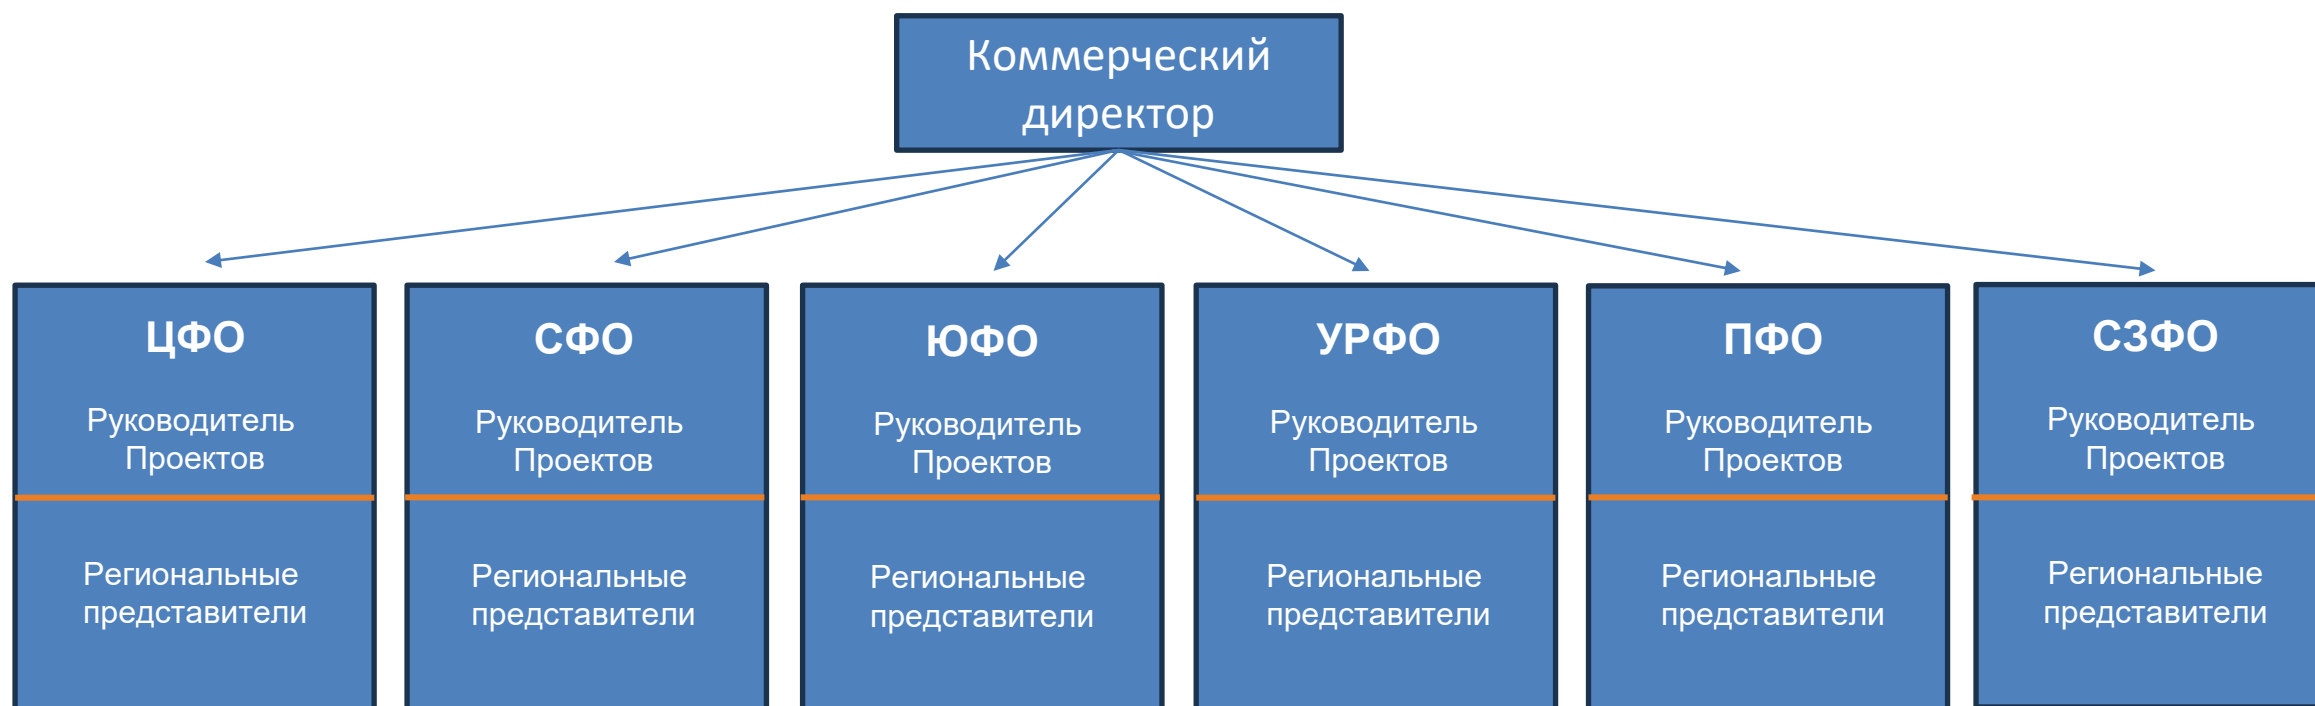 Коммерческий
директор
ЦФО
Руководитель
Проектов
Региональные
представители
СФО
Руководитель
Проектов
Региональные
представители
ЮФО
Руководитель
Проектов
Региональные
представители
УРФО
Руководитель
Проектов
Региональные
представители
ПФО
Руководитель
Проектов
Региональные
представители
СЗФО
Руководитель
Проектов
Региональные
представители